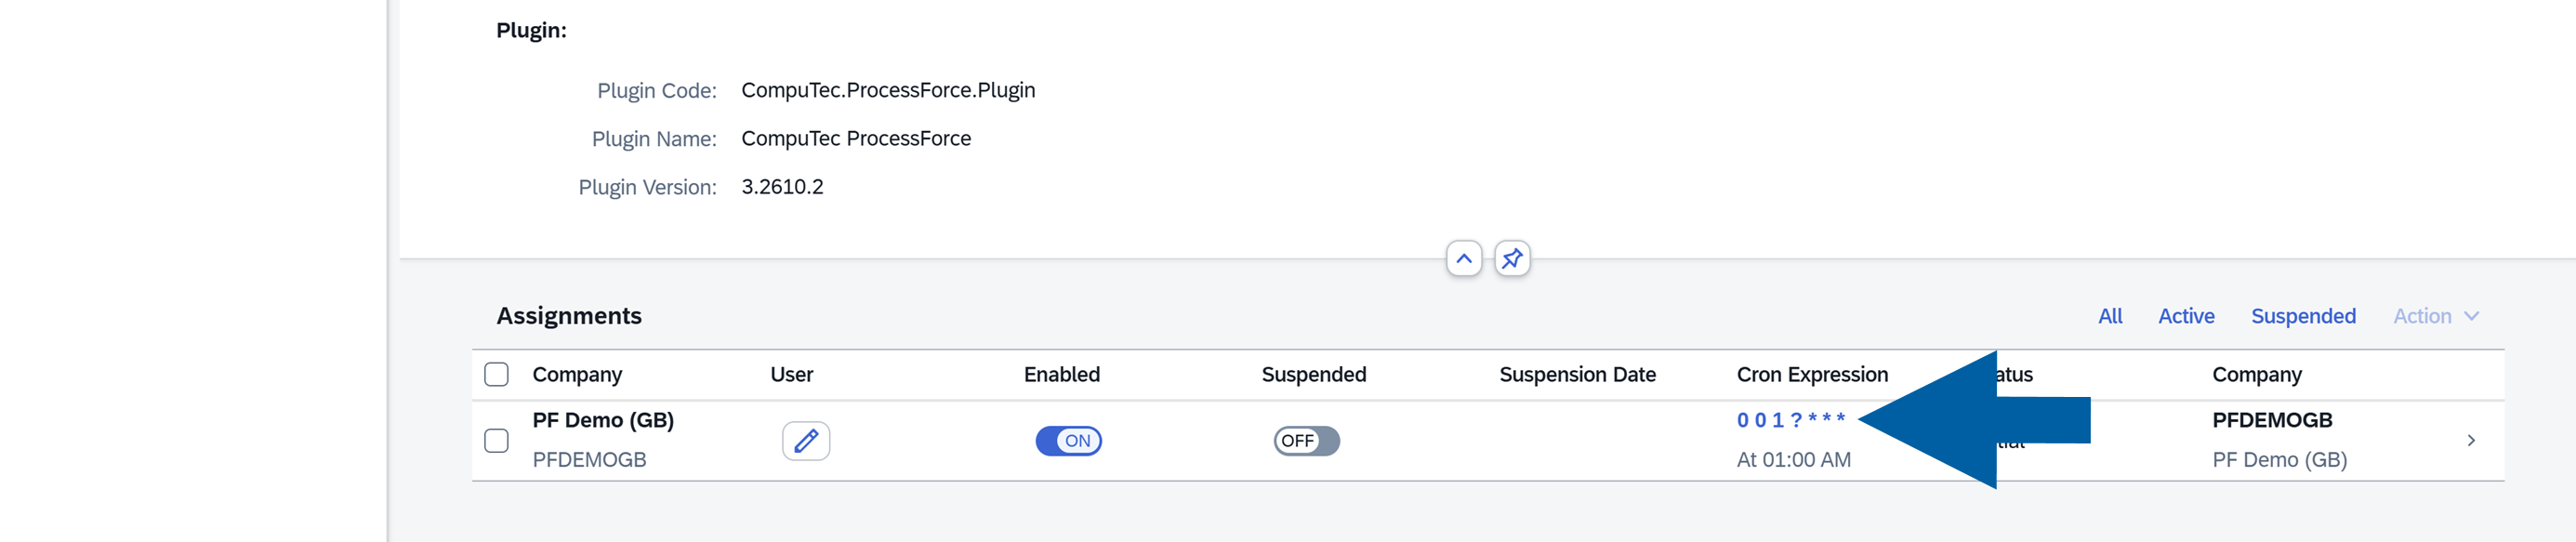 Plugin:
Plugin Code: CompuTec.ProcessForce.Plugin
Plugin Name: CompuTec ProcessForce
Plugin Version: 3.2610.2
Assignments All Active Suspended Action
Company User Enabled Suspended Suspension Date Cron Expression Company
PF Demo (GB) 0 0 1 ? * * * PFDEMOGB
ON OFF
PFDEMOGB At 01:00 AM PF Demo (GB)